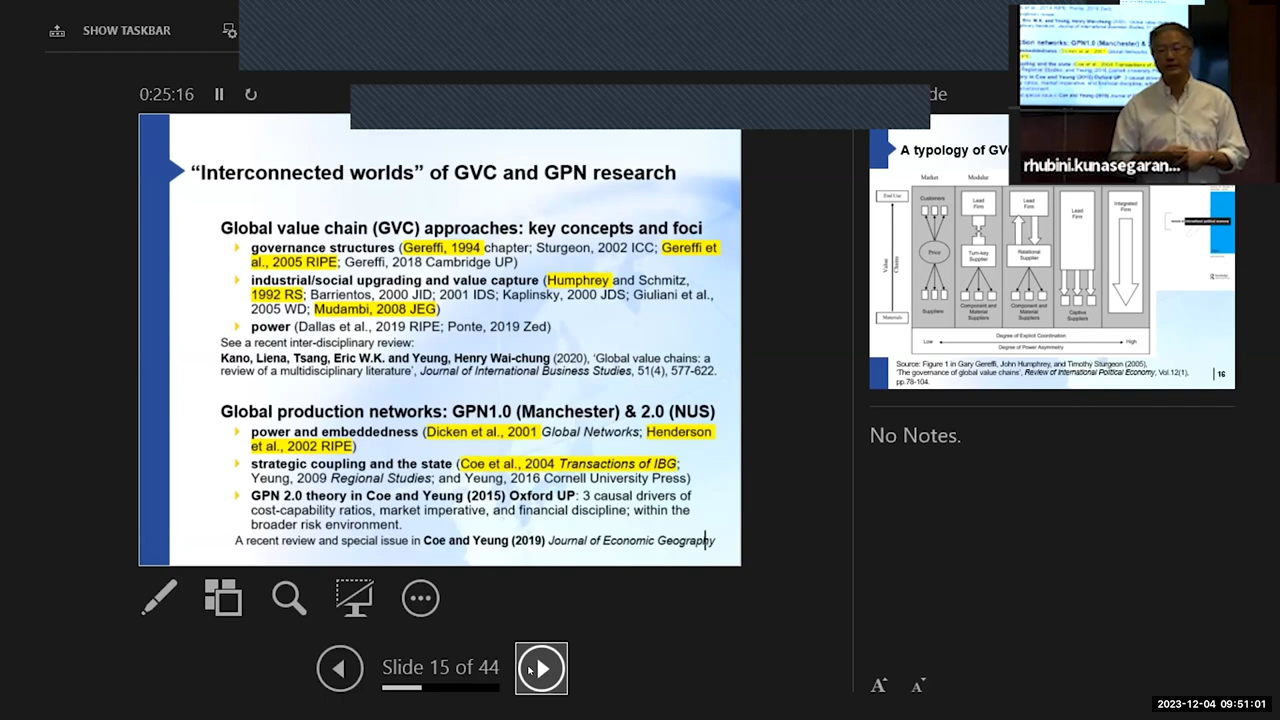 SHOW TA
de
"Interconnected worlds" of GVC and GPN research
Global value chain (GVC) approaches: key concepts and foci
governance structures (Gereffi, 1994 chapter; Sturgeon, 2002 ICC; Gereffi et
al., 2005 RIPE; Gereffi, 2018 Cambridge UP)
industrial/social upgrading and value capture (Humphrey and Schmitz,
1992 RS; Barrientos, 2000 JID; 2001 IDS; Kaplinsky, 2000 JDS; Giuliani et al.,
2005 WD; Mudambi, 2008 JEG)
power (Dallas et al., 2019 RIPE; Ponte, 2019 Zed)
See a recent international business review:
Kano, Liena, Tsang, Eric W.K. and Yeung, Henry Wai-chung (2020), 'Global value chains: a
review of a multidisciplinary literature', Journal of International Business Studies, 51(4), 577-622.
Global production networks: GPN1.0 (Manchester) & 2.0 (NUS)
power and embeddedness (Dicken et al., 2001 Global Networks; Henderson
et al., 2002 RIPE)
strategic coupling and the state (Coe et al., 2004 Transactions of IBG;
Yeung, 2009 Regional Studies; and Yeung, 2016 Cornell University Press)
GPN 2.0 theory in Coe and Yeung (2015) Oxford UP: 3 causal drivers of
cost-capability ratios, market imperative, and financial discipline; within the
broader risk environment.
A recent review and special issue in Coe and Yeung (2019) Journal of Economic Geography
Slide 15 of 44
A typology of GV
Market
Modular
End Use
Value
Chains
Materials
Customers
Price
Suppliers
Lead
Firm
Turn-key
Supplier
Component and
Material
Suppliers
Lead
Firm
Relational
Supplier
Component and
Material
Suppliers
Lead
Firm
Captive
Suppliers
Integrated
Firm
Degree of Explicit Coordination
Low
High
Degree of Power Asymmetry
Source: Figure 1 in Gary Gereffi, John Humphrey, and Timothy Sturgeon (2005),
'The governance of global value chains', Review of International Political Economy, Vol.12(1),
pp.78-104.
16
No Notes.
rhubini.kunasegaran...
A
A
2023-12-04 09:51:01